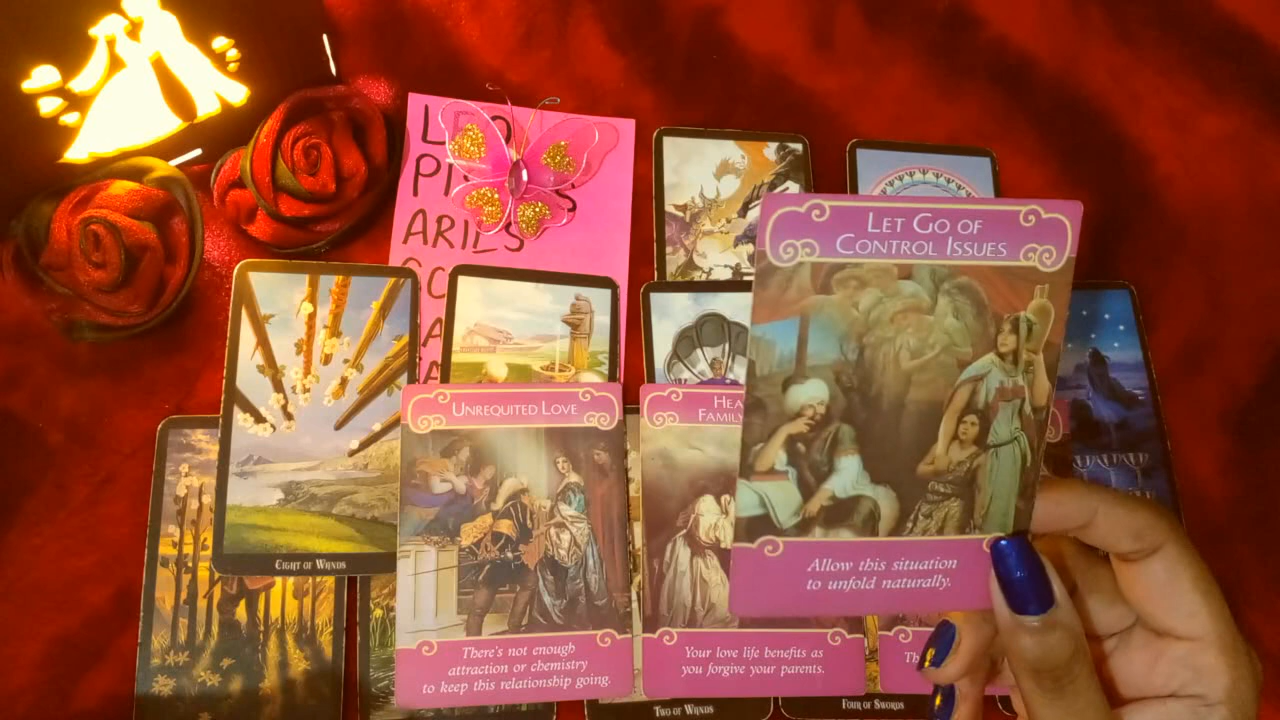 ARIES
LET GO OF
CONTROL ISSUES
UNREQUITED LOVE
FAMILY
EIGHT OF WANDS
Allow this situation
to unfold naturally.
There's not enough
attraction or chemistry
to keep this relationship going.
Your love life benefits as
you forgive your parents.
TWO OF WANDS
FOUR OF SWORDS